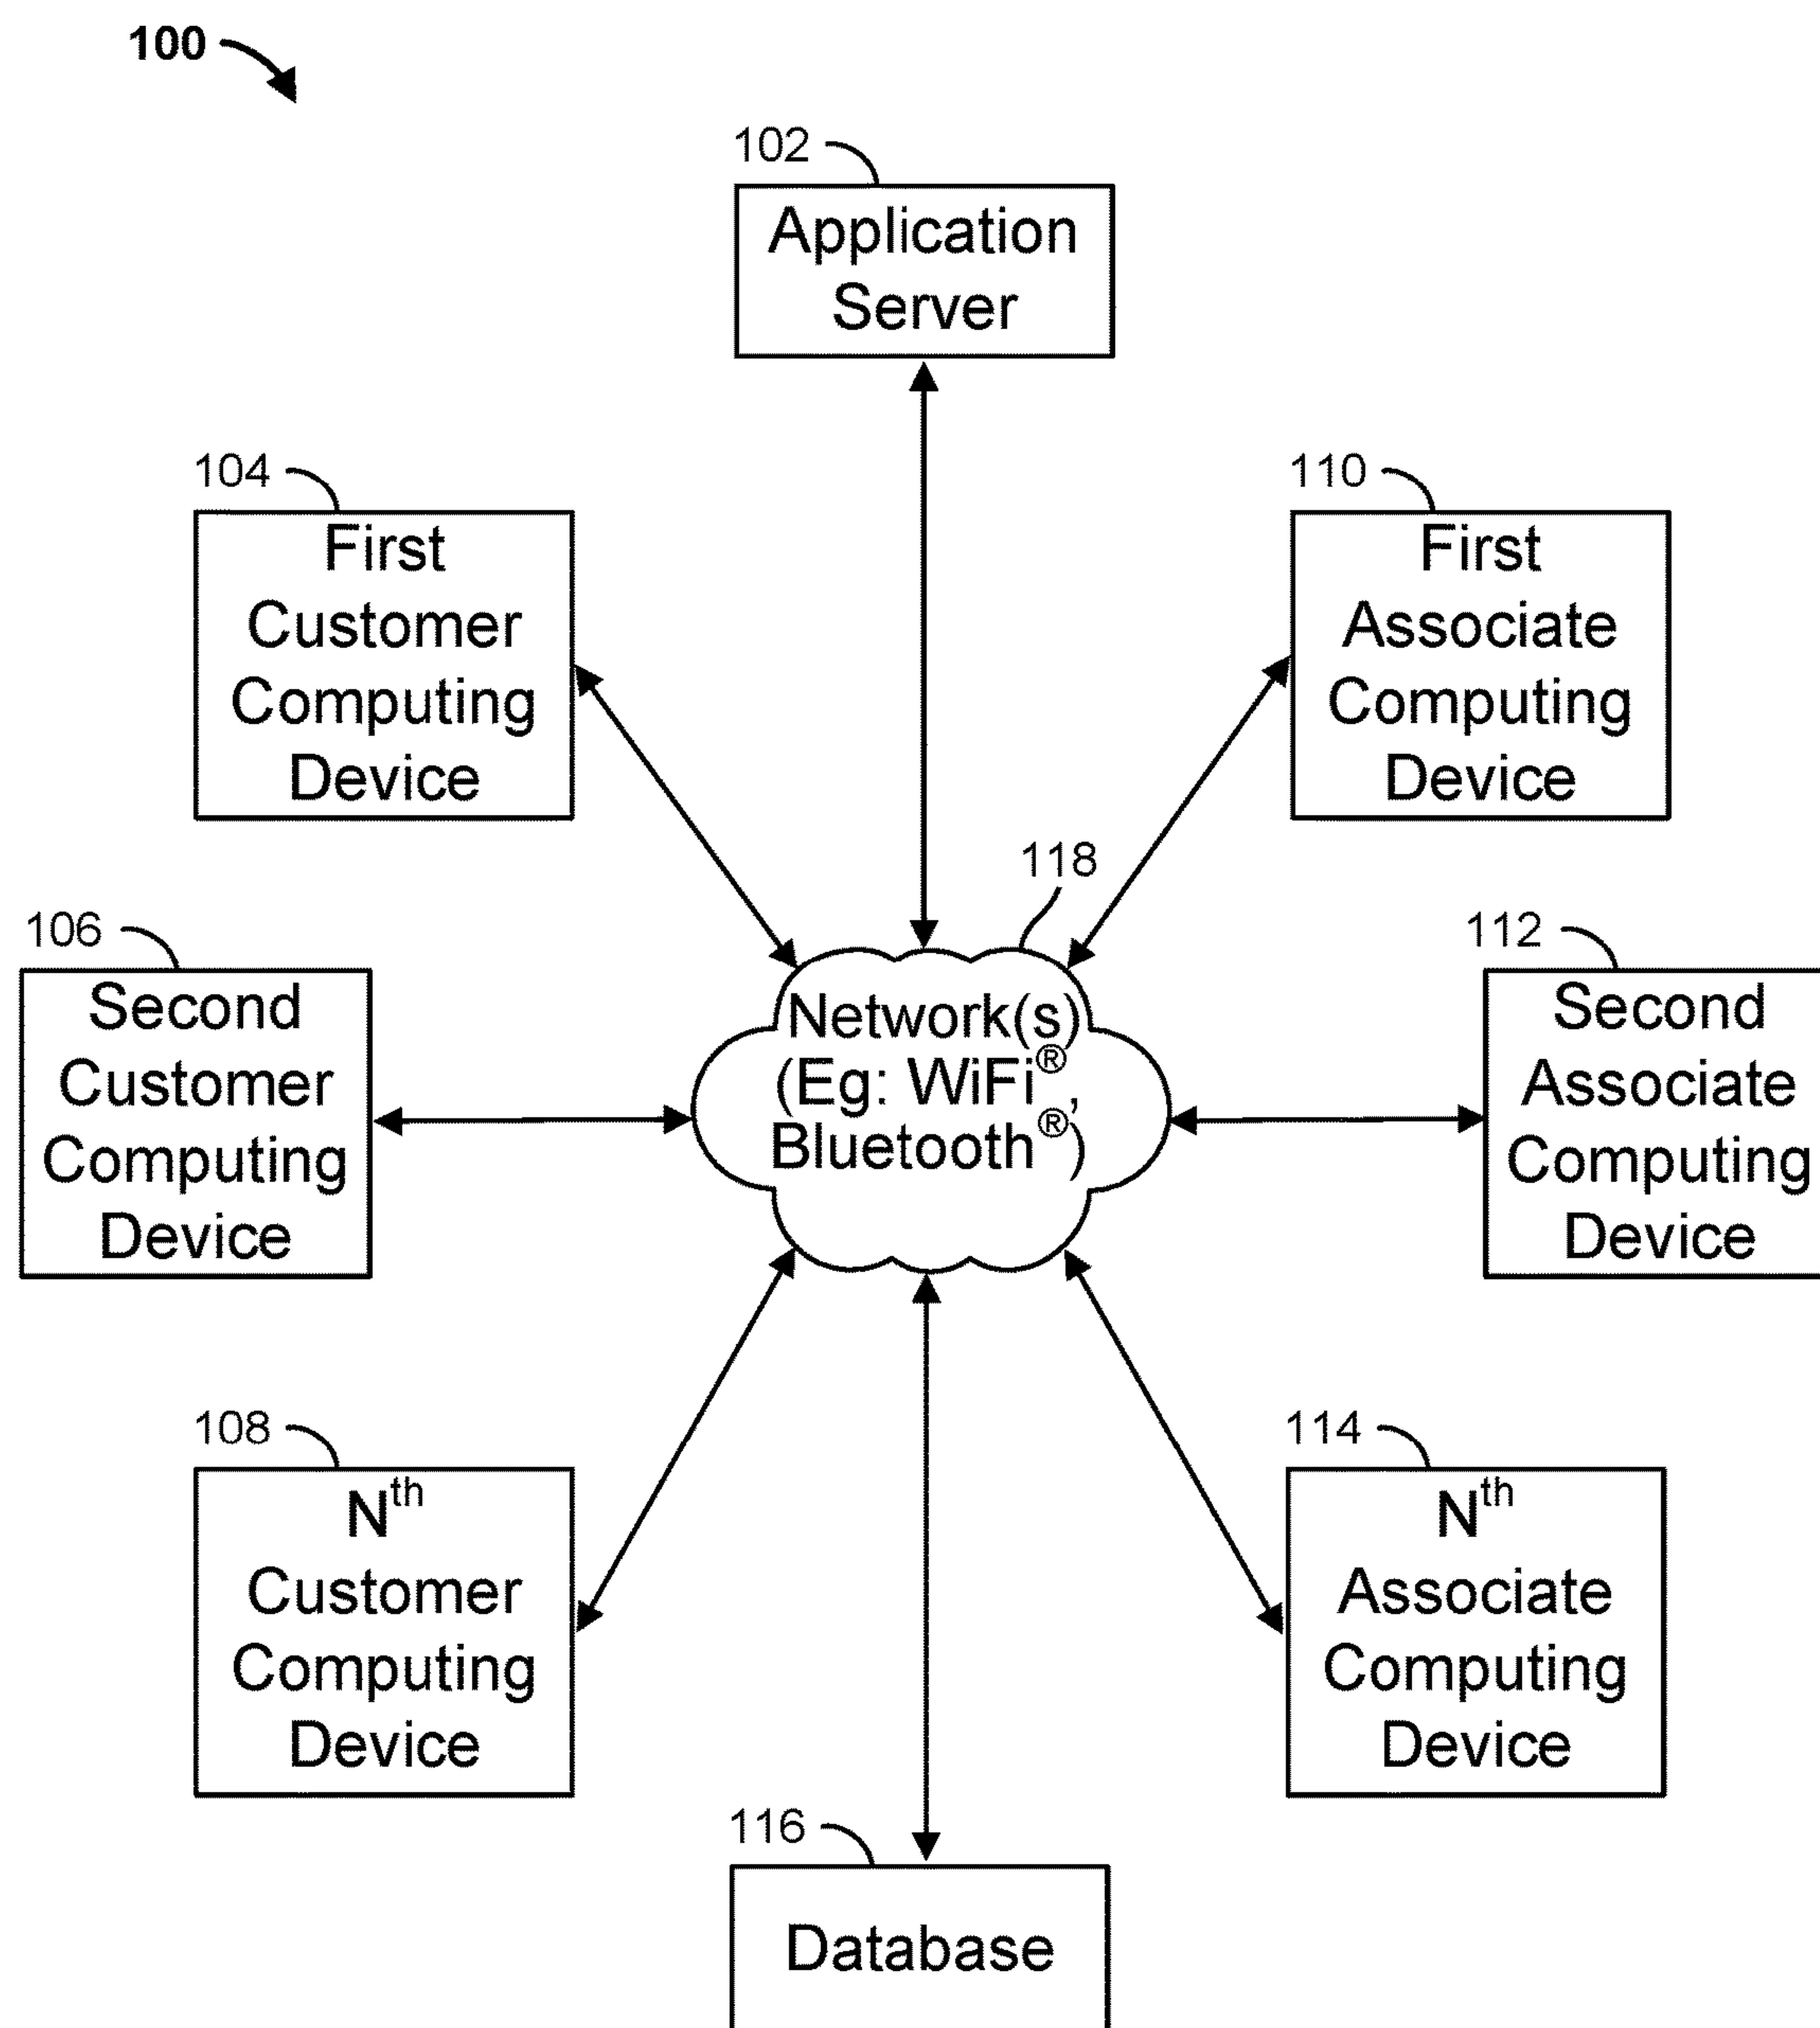 100
102
Application
Server
104
First
Customer
Computing
Device
110
First
Associate
Computing
Device
118
Network(s)
(Eg: WiFi®,
Bluetooth®)
106
Second
Customer
Computing
Device
112
Second
Associate
Computing
Device
108
Nth
Customer
Computing
Device
114
Nth
Associate
Computing
Device
116
Database